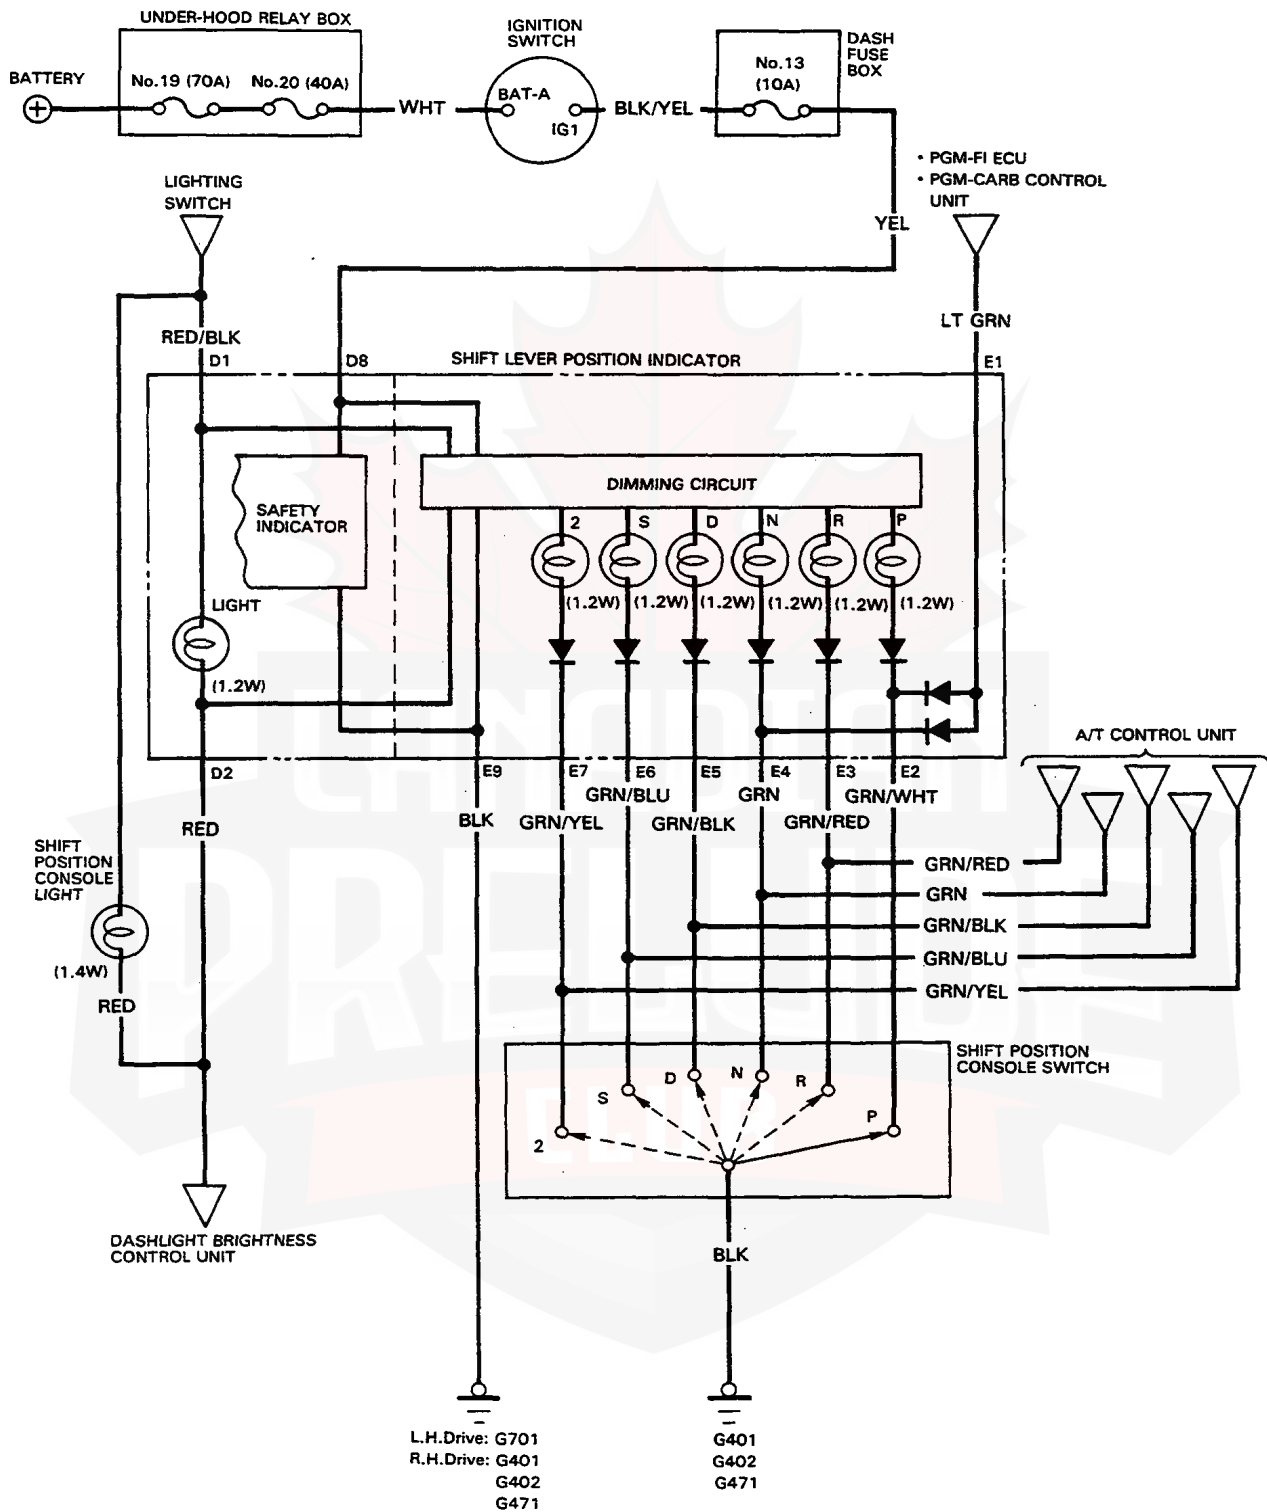 UNDER-HOOD RELAY BOX
IGNITION
SWITCH
DASH
FUSE
BOX
BATTERY
No.19 (70A)
No.20 (40A)
WHT
BAT-A
IG1
BLK/YEL
No.13
(10A)
• PGM-FI ECU
• PGM-CARB CONTROL
UNIT
LIGHTING
SWITCH
YEL
LT GRN
RED/BLK
D1
D8
SHIFT LEVER POSITION INDICATOR
E1
DIMMING CIRCUIT
SAFETY
INDICATOR
2
S
D
N
R
P
LIGHT
(1.2W)
(1.2W)
(1.2W)
(1.2W)
(1.2W)
(1.2W)
(1.2W)
CANADIAN
PRELUDE
CLUB
A/T CONTROL UNIT
D2
E9
E7
E6
E5
E4
E3
E2
GRN/BLU
GRN
GRN/WHT
RED
BLK
GRN/YEL
GRN/BLK
GRN/RED
SHIFT
POSITION
CONSOLE
LIGHT
(1.4W)
RED
GRN/RED
GRN
GRN/BLK
GRN/BLU
GRN/YEL
SHIFT POSITION
CONSOLE SWITCH
2
S
D
N
R
P
BLK
DASHLIGHT BRIGHTNESS
CONTROL UNIT
L.H.Drive: G701
R.H.Drive: G401
G402
G471
G401
G402
G471